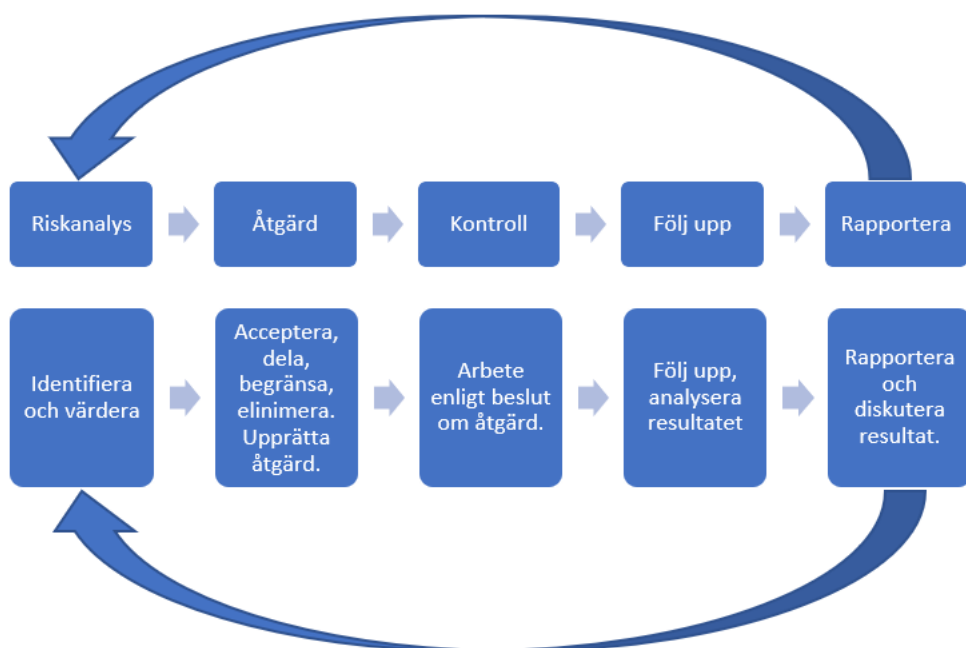 Riskanalys
Åtgärd
Kontroll
Följ upp
Rapportera
Identifiera
och värdera
Acceptera,
dela,
begränsa,
elinimera.
Upprätta
åtgärd.
Arbete
enligt beslut
om åtgärd.
Följ upp,
analysera
resultatet
Rapportera
och
diskutera
resultat.